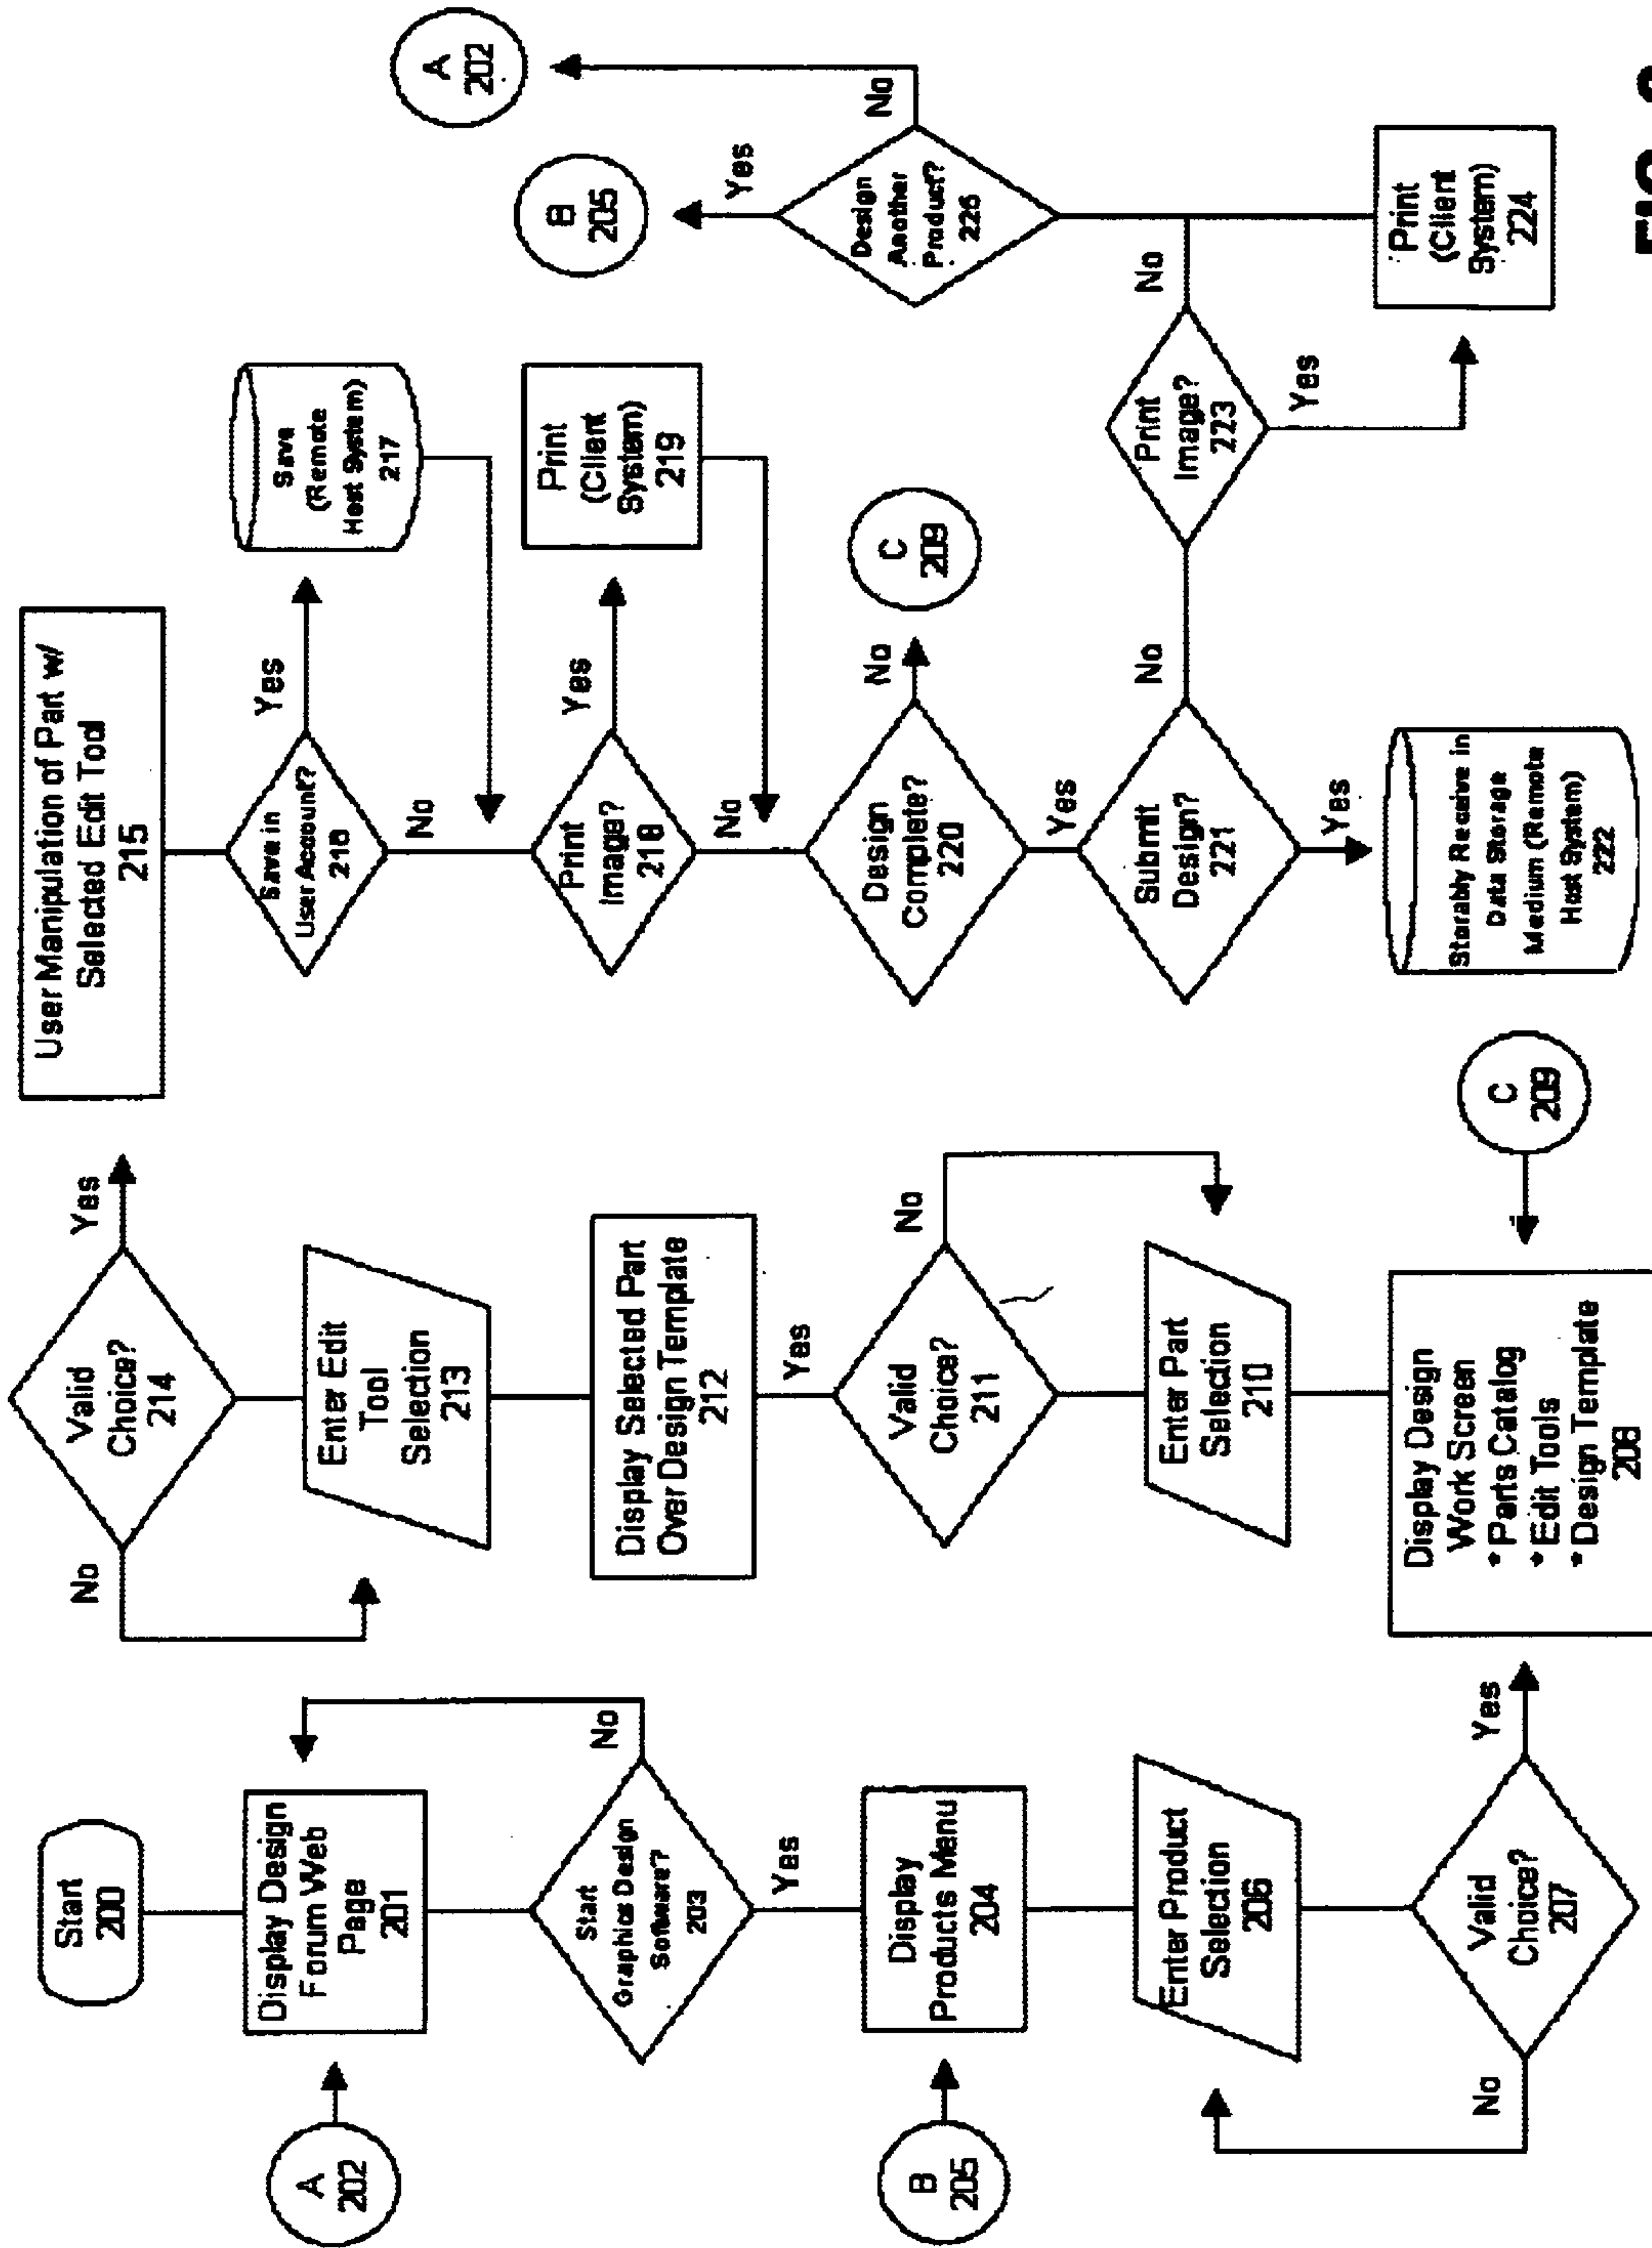 Start
200
A
202
Display Design
Forum Web
Page
201
Start
Graphics Design
Software?
203
No
Yes
B
205
Display
Products Menu
204
Enter Product
Selection
206
Valid
Choice?
207
No
Yes
Valid
Choice?
214
No
Yes
Enter Edit
Tool
Selection
213
Display Selected Part
Over Design Template
212
Yes
Valid
Choice?
211
No
Enter Part
Selection
210
Display Design
Work Screen
* Parts Catalog
* Edit Tools
* Design Template
208
C
209
User Manipulation of Part w/
Selected Edit Tool
215
Save in
User Account?
216
Yes
No
Save
(Remote
Host System)
217
Print
Image?
218
Yes
No
Print
(Client
System)
219
Design
Complete?
220
No
C
209
Yes
Submit
Design?
221
No
Yes
Storably Receive in
Data Storage
Medium (Remote
Host System)
222
Print
Image?
223
No
Yes
Print
(Client
System)
224
Design
Another
Product?
226
Yes
No
B
205
A
202